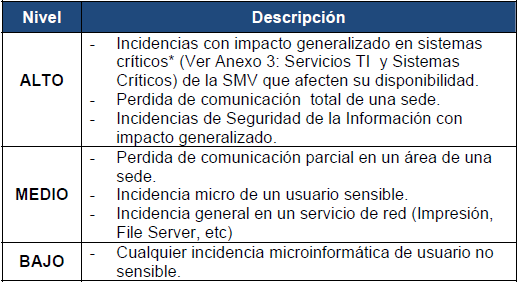 Nivel Descripción
- Incidencias con impacto generalizado en sistemas
críticos* (Ver Anexo 3: Servicios TI y Sistemas
Críticos) de la SMV que afecten su disponibilidad.
ALTO
- Perdida de comunicación total de una sede.
- Incidencias de Seguridad de la Información con
impacto generalizado.
- Perdida de comunicación parcial en un área de una
sede.
MEDIO - Incidencia micro de un usuario sensible.
- Incidencia general en un servicio de red (Impresión,
File Server, etc)
BAJO - Cualquier incidencia microinformática de usuario no
sensible.